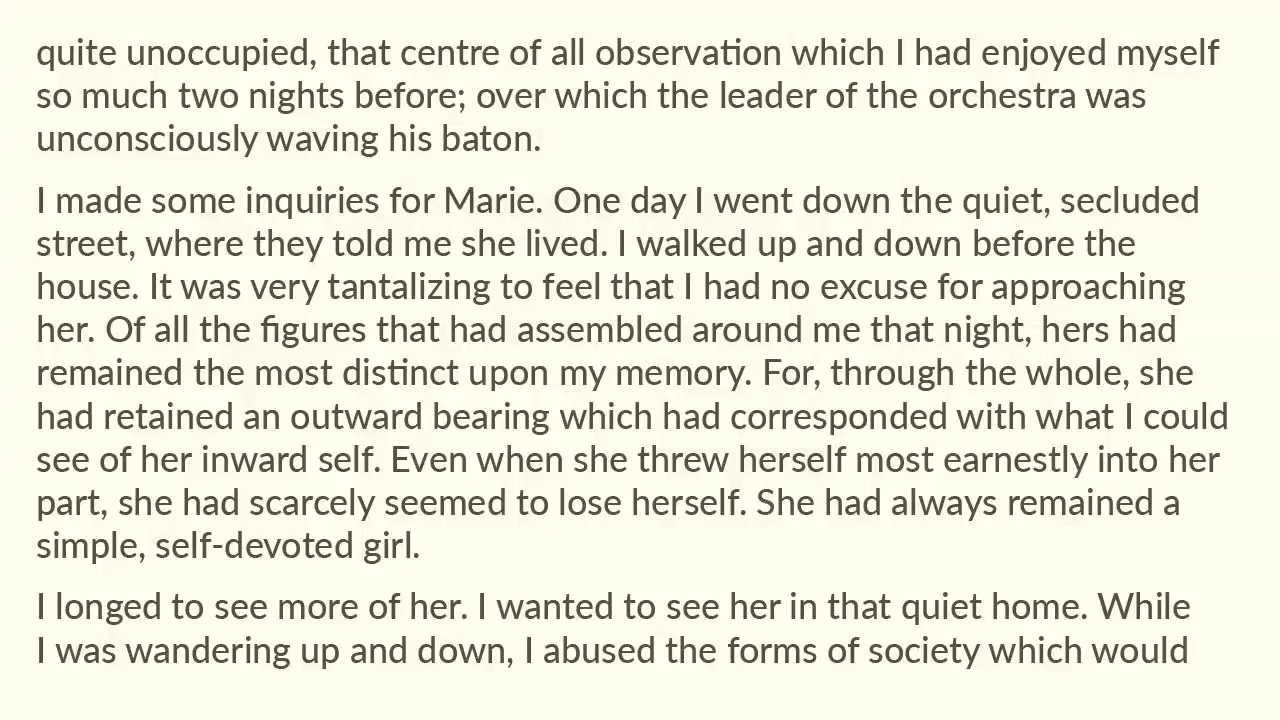 quite unoccupied, that centre of all observation which I had enjoyed myself
so much two nights before; over which the leader of the orchestra was
unconsciously waving his baton.
I made some inquiries for Marie. One day I went down the quiet, secluded
street, where they told me she lived. I walked up and down before the
house. It was very tantalizing to feel that I had no excuse for approaching
her. Of all the figures that had assembled around me that night, hers had
remained the most distinct upon my memory. For, through the whole, she
had retained an outward bearing which had corresponded with what I could
see of her inward self. Even when she threw herself most earnestly into her
part, she had scarcely seemed to lose herself. She had always remained a
simple, self-devoted girl.
I longed to see more of her. I wanted to see her in that quiet home. While
I was wandering up and down, I abused the forms of society which would